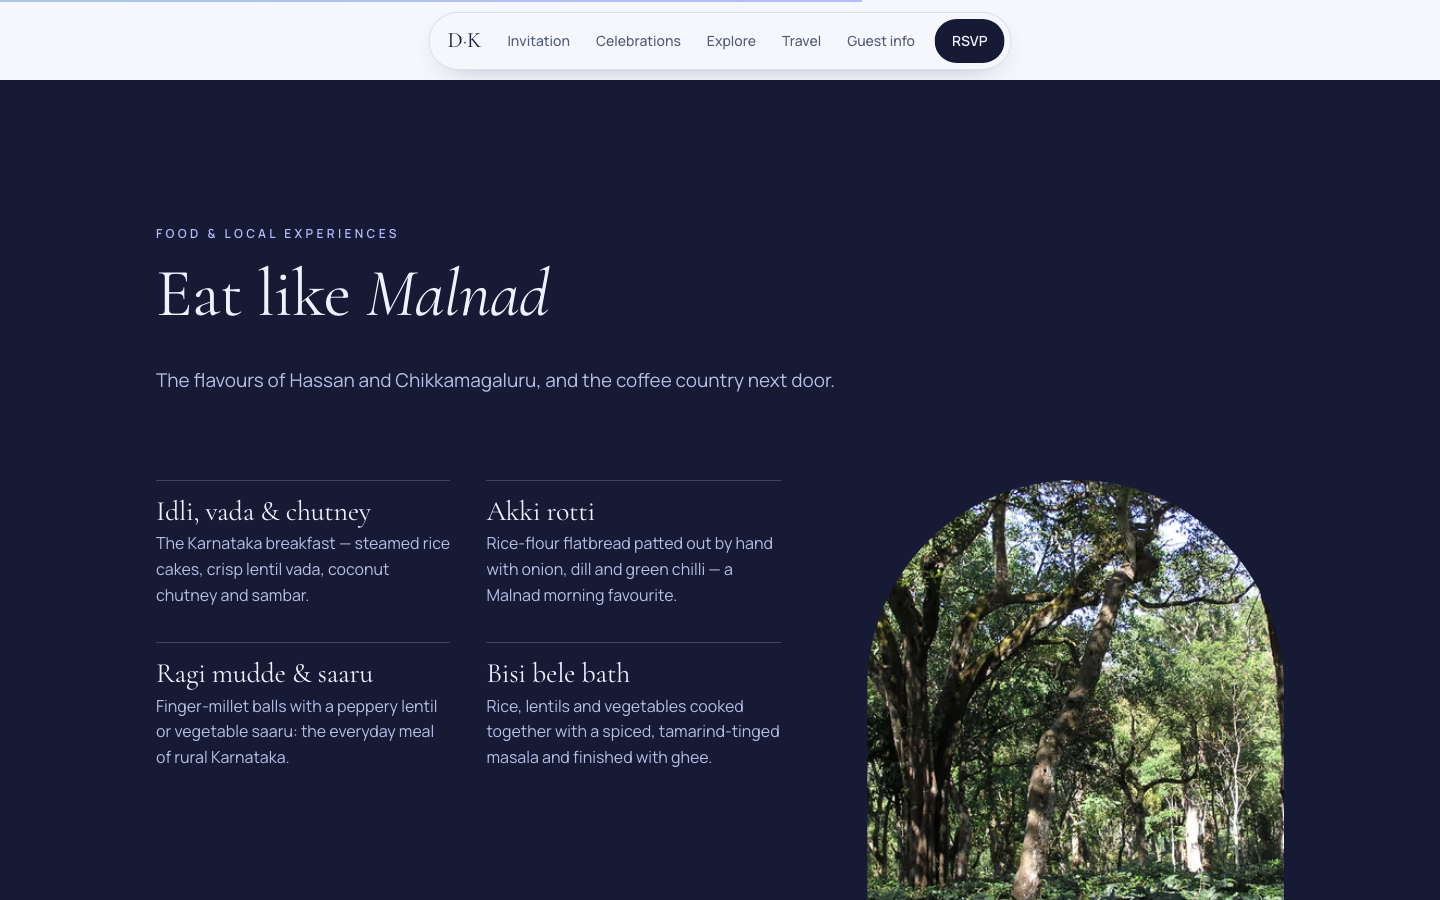 D·K
Invitation
Celebrations
Explore
Travel
Guest info
RSVP
FOOD & LOCAL EXPERIENCES
Eat like Malnad
The flavours of Hassan and Chikkamagaluru, and the coffee country next door.
Idli, vada & chutney
The Karnataka breakfast — steamed rice
cakes, crisp lentil vada, coconut
chutney and sambar.
Akki rotti
Rice-flour flatbread patted out by hand
with onion, dill and green chilli — a
Malnad morning favourite.
Ragi mudde & saaru
Finger-millet balls with a peppery lentil
or vegetable saaru: the everyday meal
of rural Karnataka.
Bisi bele bath
Rice, lentils and vegetables cooked
together with a spiced, tamarind-tinged
masala and finished with ghee.